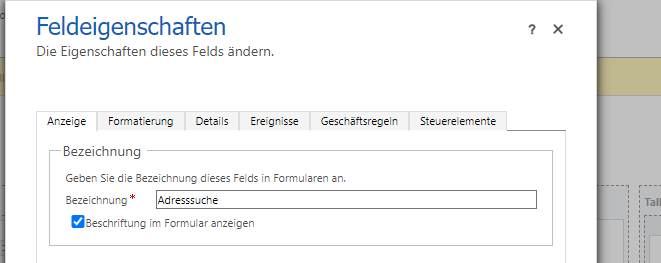 Feldeigenschaften
? ×
Die Eigenschaften dieses Felds ändern.
Anzeige Formatierung Details Ereignisse Geschäftsregeln Steuerelemente
Bezeichnung
Geben Sie die Bezeichnung dieses Felds in Formularen an.
Bezeichnung* Adresssuche
Beschriftung im Formular anzeigen